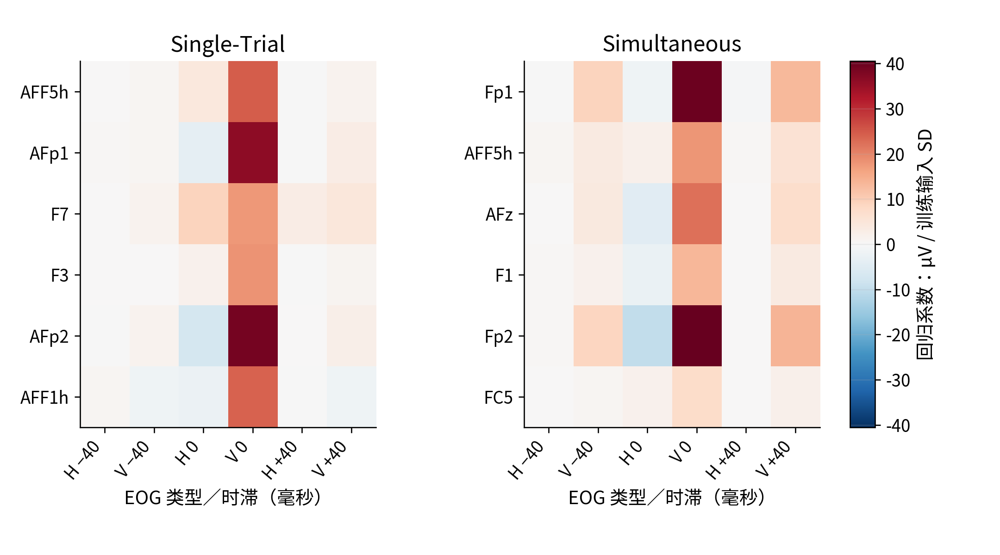 Single-Trial
AFF5h
AFp1
F7
F3
AFp2
AFF1h
H −40
V −40
H 0
V 0
H +40
V +40
EOG 类型／时滞（毫秒）
Simultaneous
Fp1
AFF5h
AFz
F1
Fp2
FC5
H −40
V −40
H 0
V 0
H +40
V +40
EOG 类型／时滞（毫秒）
40
30
20
10
0
-10
-20
-30
-40
回归系数：µV / 训练输入 SD